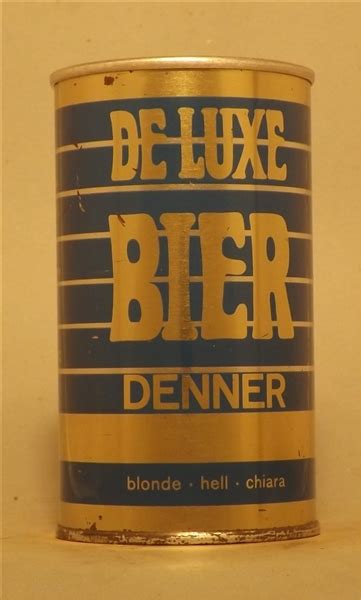 DE LUXE
BIER
DENNER
blonde · hell · chiara